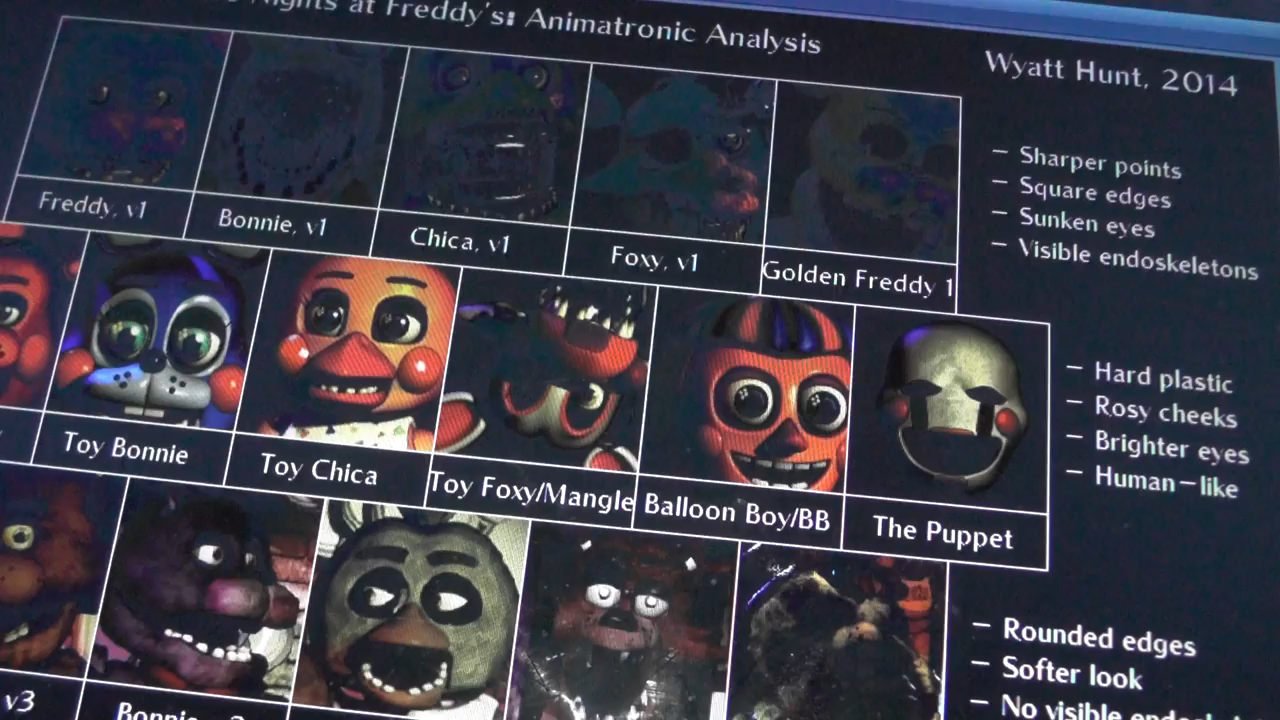 Nights at Freddy's: Animatronic Analysis
Wyatt Hunt, 2014
Freddy, v1
Bonnie, v1
Chica, v1
Foxy, v1
Golden Freddy 1
– Sharper points
– Square edges
– Sunken eyes
– Visible endoskeletons
Toy Bonnie
Toy Chica
Toy Foxy/Mangle
Balloon Boy/BB
The Puppet
– Hard plastic
– Rosy cheeks
– Brighter eyes
– Human–like
v3
– Rounded edges
– Softer look
– No visible